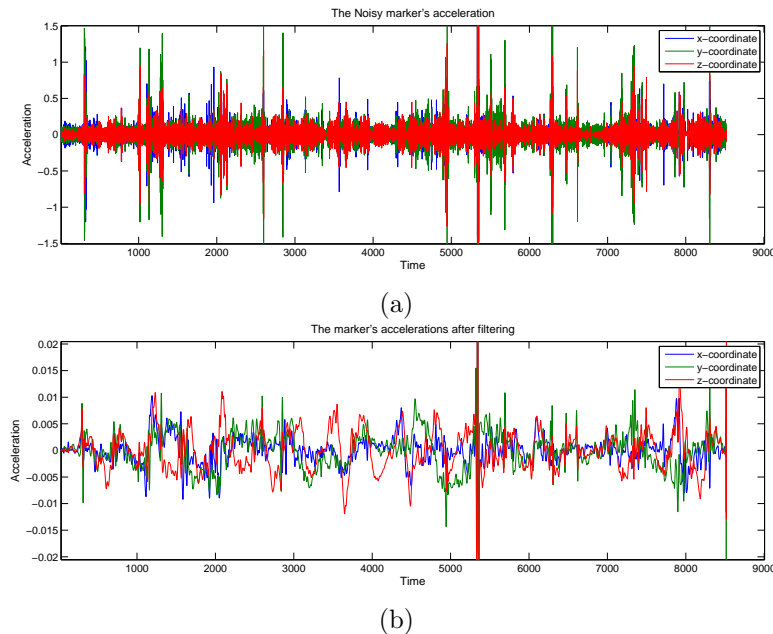 The Noisy marker's acceleration
1.5
1
0.5
0
−0.5
−1
−1.5
Acceleration
x−coordinate
y−coordinate
z−coordinate
1000 2000 3000 4000 5000 6000 7000 8000 9000
Time
(a)
The marker's accelerations after filtering
0.02
0.015
0.01
0.005
0
−0.005
−0.01
−0.015
−0.02
Acceleration
x−coordinate
y−coordinate
z−coordinate
1000 2000 3000 4000 5000 6000 7000 8000 9000
Time
(b)